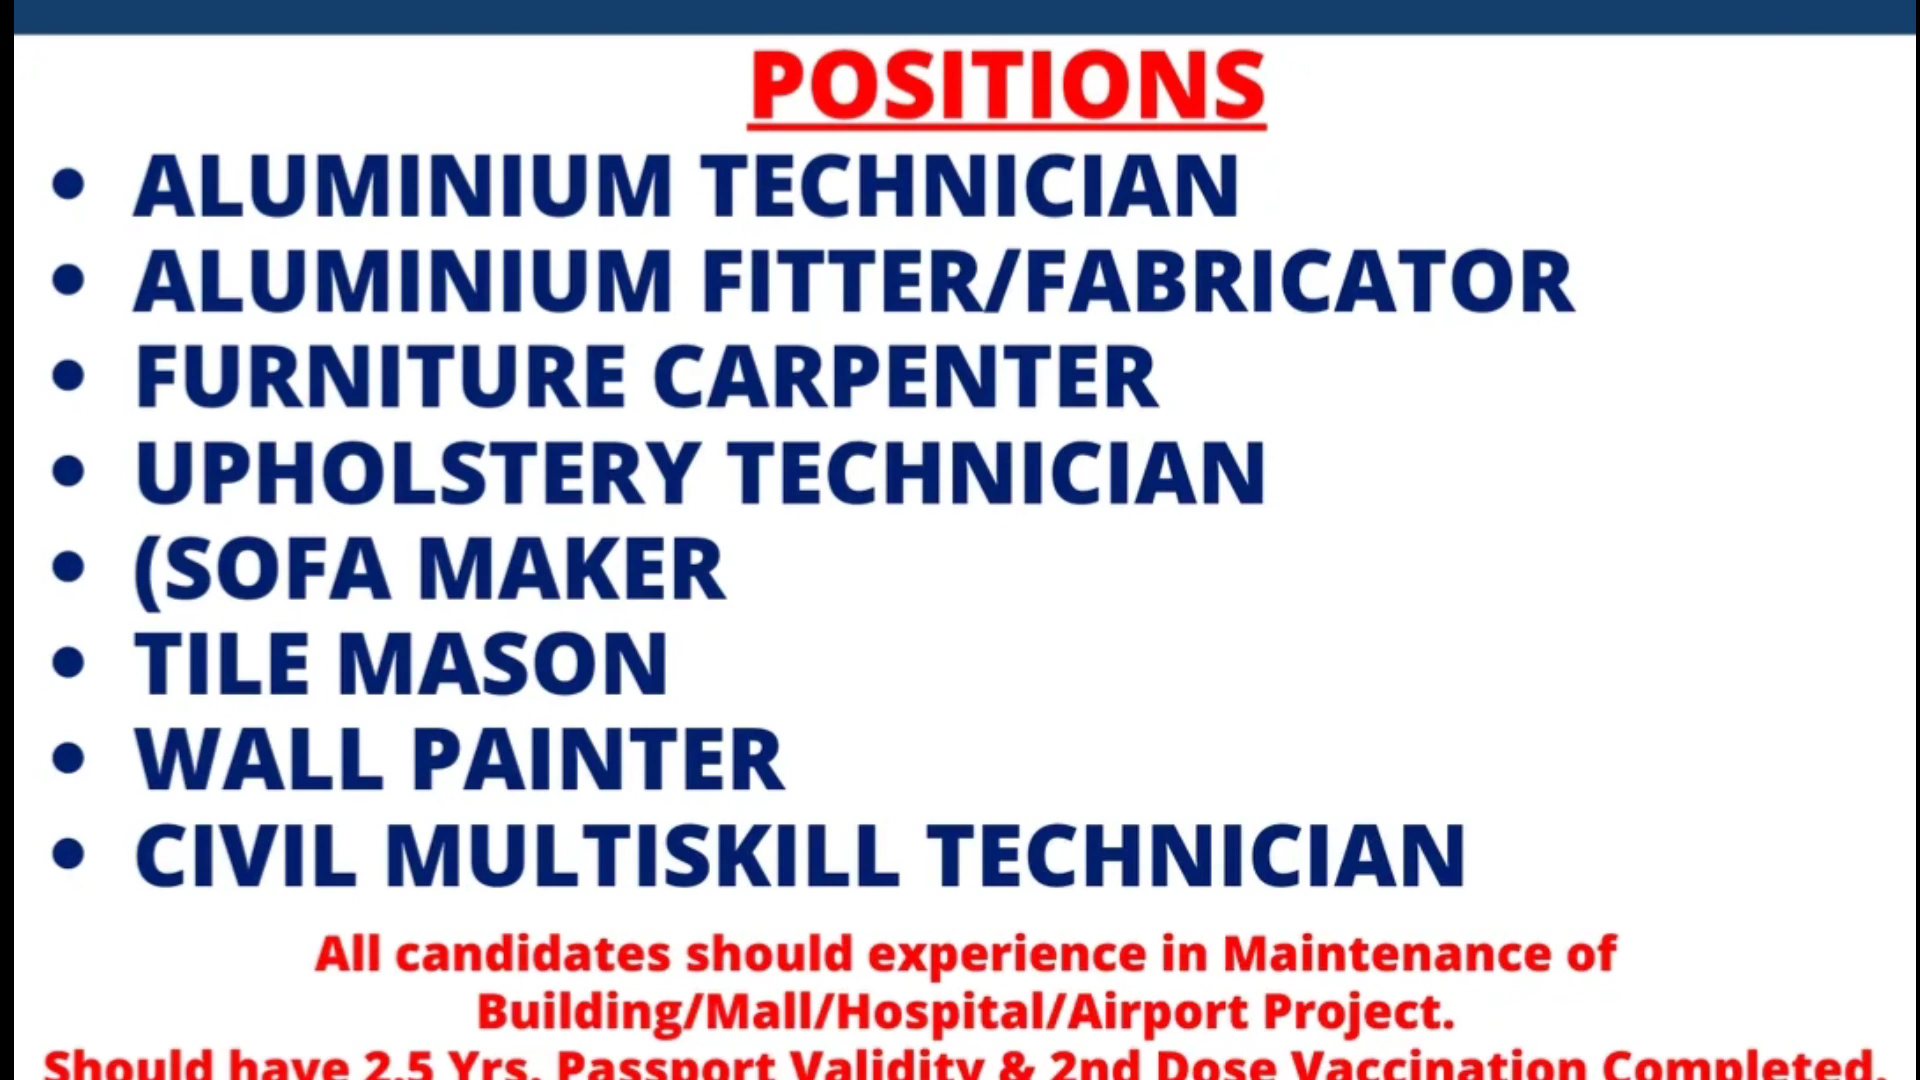 POSITIONS
• ALUMINIUM TECHNICIAN
• ALUMINIUM FITTER/FABRICATOR
• FURNITURE CARPENTER
• UPHOLSTERY TECHNICIAN
• (SOFA MAKER
• TILE MASON
• WALL PAINTER
• CIVIL MULTISKILL TECHNICIAN
All candidates should experience in Maintenance of
Building/Mall/Hospital/Airport Project.
Should have 2.5 Yrs. Passport Validity & 2nd Dose Vaccination Completed.